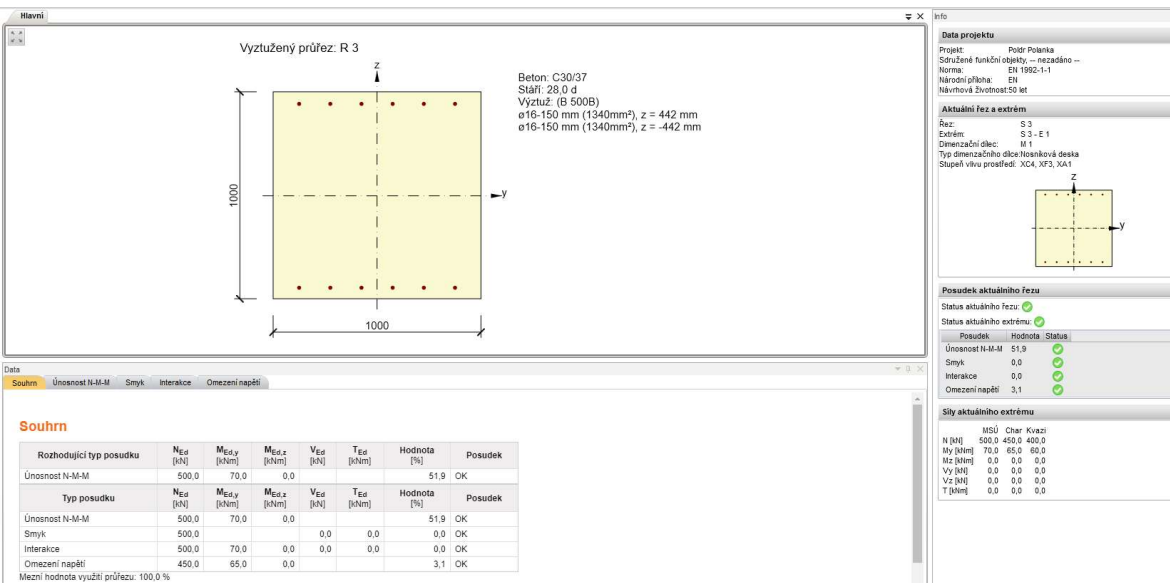 Hlavní
Vyztužený průřez: R 3
z
y
1000
1000
Beton: C30/37
Stáří: 28,0 d
Výztuž: (B 500B)
ø16-150 mm (1340mm²), z = 442 mm
ø16-150 mm (1340mm²), z = -442 mm
Data
Souhrn Únosnost N-M-M Smyk Interakce Omezení napětí
Souhrn
Rozhodující typ posudku NEd [kN] MEd,y [kNm] MEd,z [kNm] VEd [kN] TEd [kNm] Hodnota [%] Posudek
Únosnost N-M-M 500,0 70,0 0,0 51,9 OK
Typ posudku NEd [kN] MEd,y [kNm] MEd,z [kNm] VEd [kN] TEd [kNm] Hodnota [%] Posudek
Únosnost N-M-M 500,0 70,0 0,0 51,9 OK
Smyk 500,0 0,0 0,0 0,0 OK
Interakce 500,0 70,0 0,0 0,0 0,0 0,0 OK
Omezení napětí 450,0 65,0 0,0 3,1 OK
Mezní hodnota využití průřezu: 100,0 %
Info
Data projektu
Projekt: Poldr Polanka
Sdružené funkční objekty, -- nezadáno --
Norma: EN 1992-1-1
Národní příloha: EN
Návrhová životnost:50 let
Aktuální řez a extrém
Řez: S 3
Extrém: S 3 - E 1
Dimenzační dílec: M 1
Typ dimenzačního dílce:Nosníková deska
Stupeň vlivu prostředí: XC4, XF3, XA1
z
y
Posudek aktuálního řezu
Status aktuálního řezu:
Status aktuálního extrému:
Posudek Hodnota Status
Únosnost N-M-M 51,9
Smyk 0,0
Interakce 0,0
Omezení napětí 3,1
Síly aktuálního extrému
MSÚ Char Kvazi
N [kN] 500,0 450,0 400,0
My [kNm] 70,0 65,0 60,0
Mz [kNm] 0,0 0,0 0,0
Vy [kN] 0,0 0,0 0,0
Vz [kN] 0,0 0,0 0,0
T [kNm] 0,0 0,0 0,0